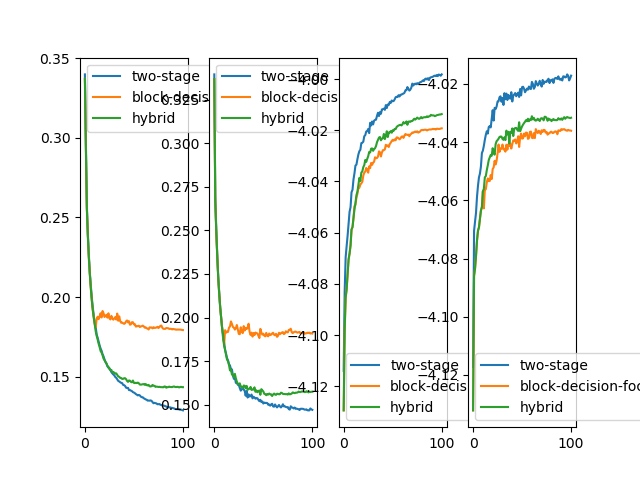 0.35
0.30
0.25
0.20
0.15
0 100
two-stage
block-decis
hybrid
0.325
0.300
0.275
0.250
0.225
0.200
0.175
0.150
0 100
two-stage
block-decis
hybrid
−4.00
−4.02
−4.04
−4.06
−4.08
−4.10
−4.12
0 100
two-stage
block-decis
hybrid
−4.02
−4.04
−4.06
−4.08
−4.10
−4.12
0 100
two-stage
block-decision-foc
hybrid